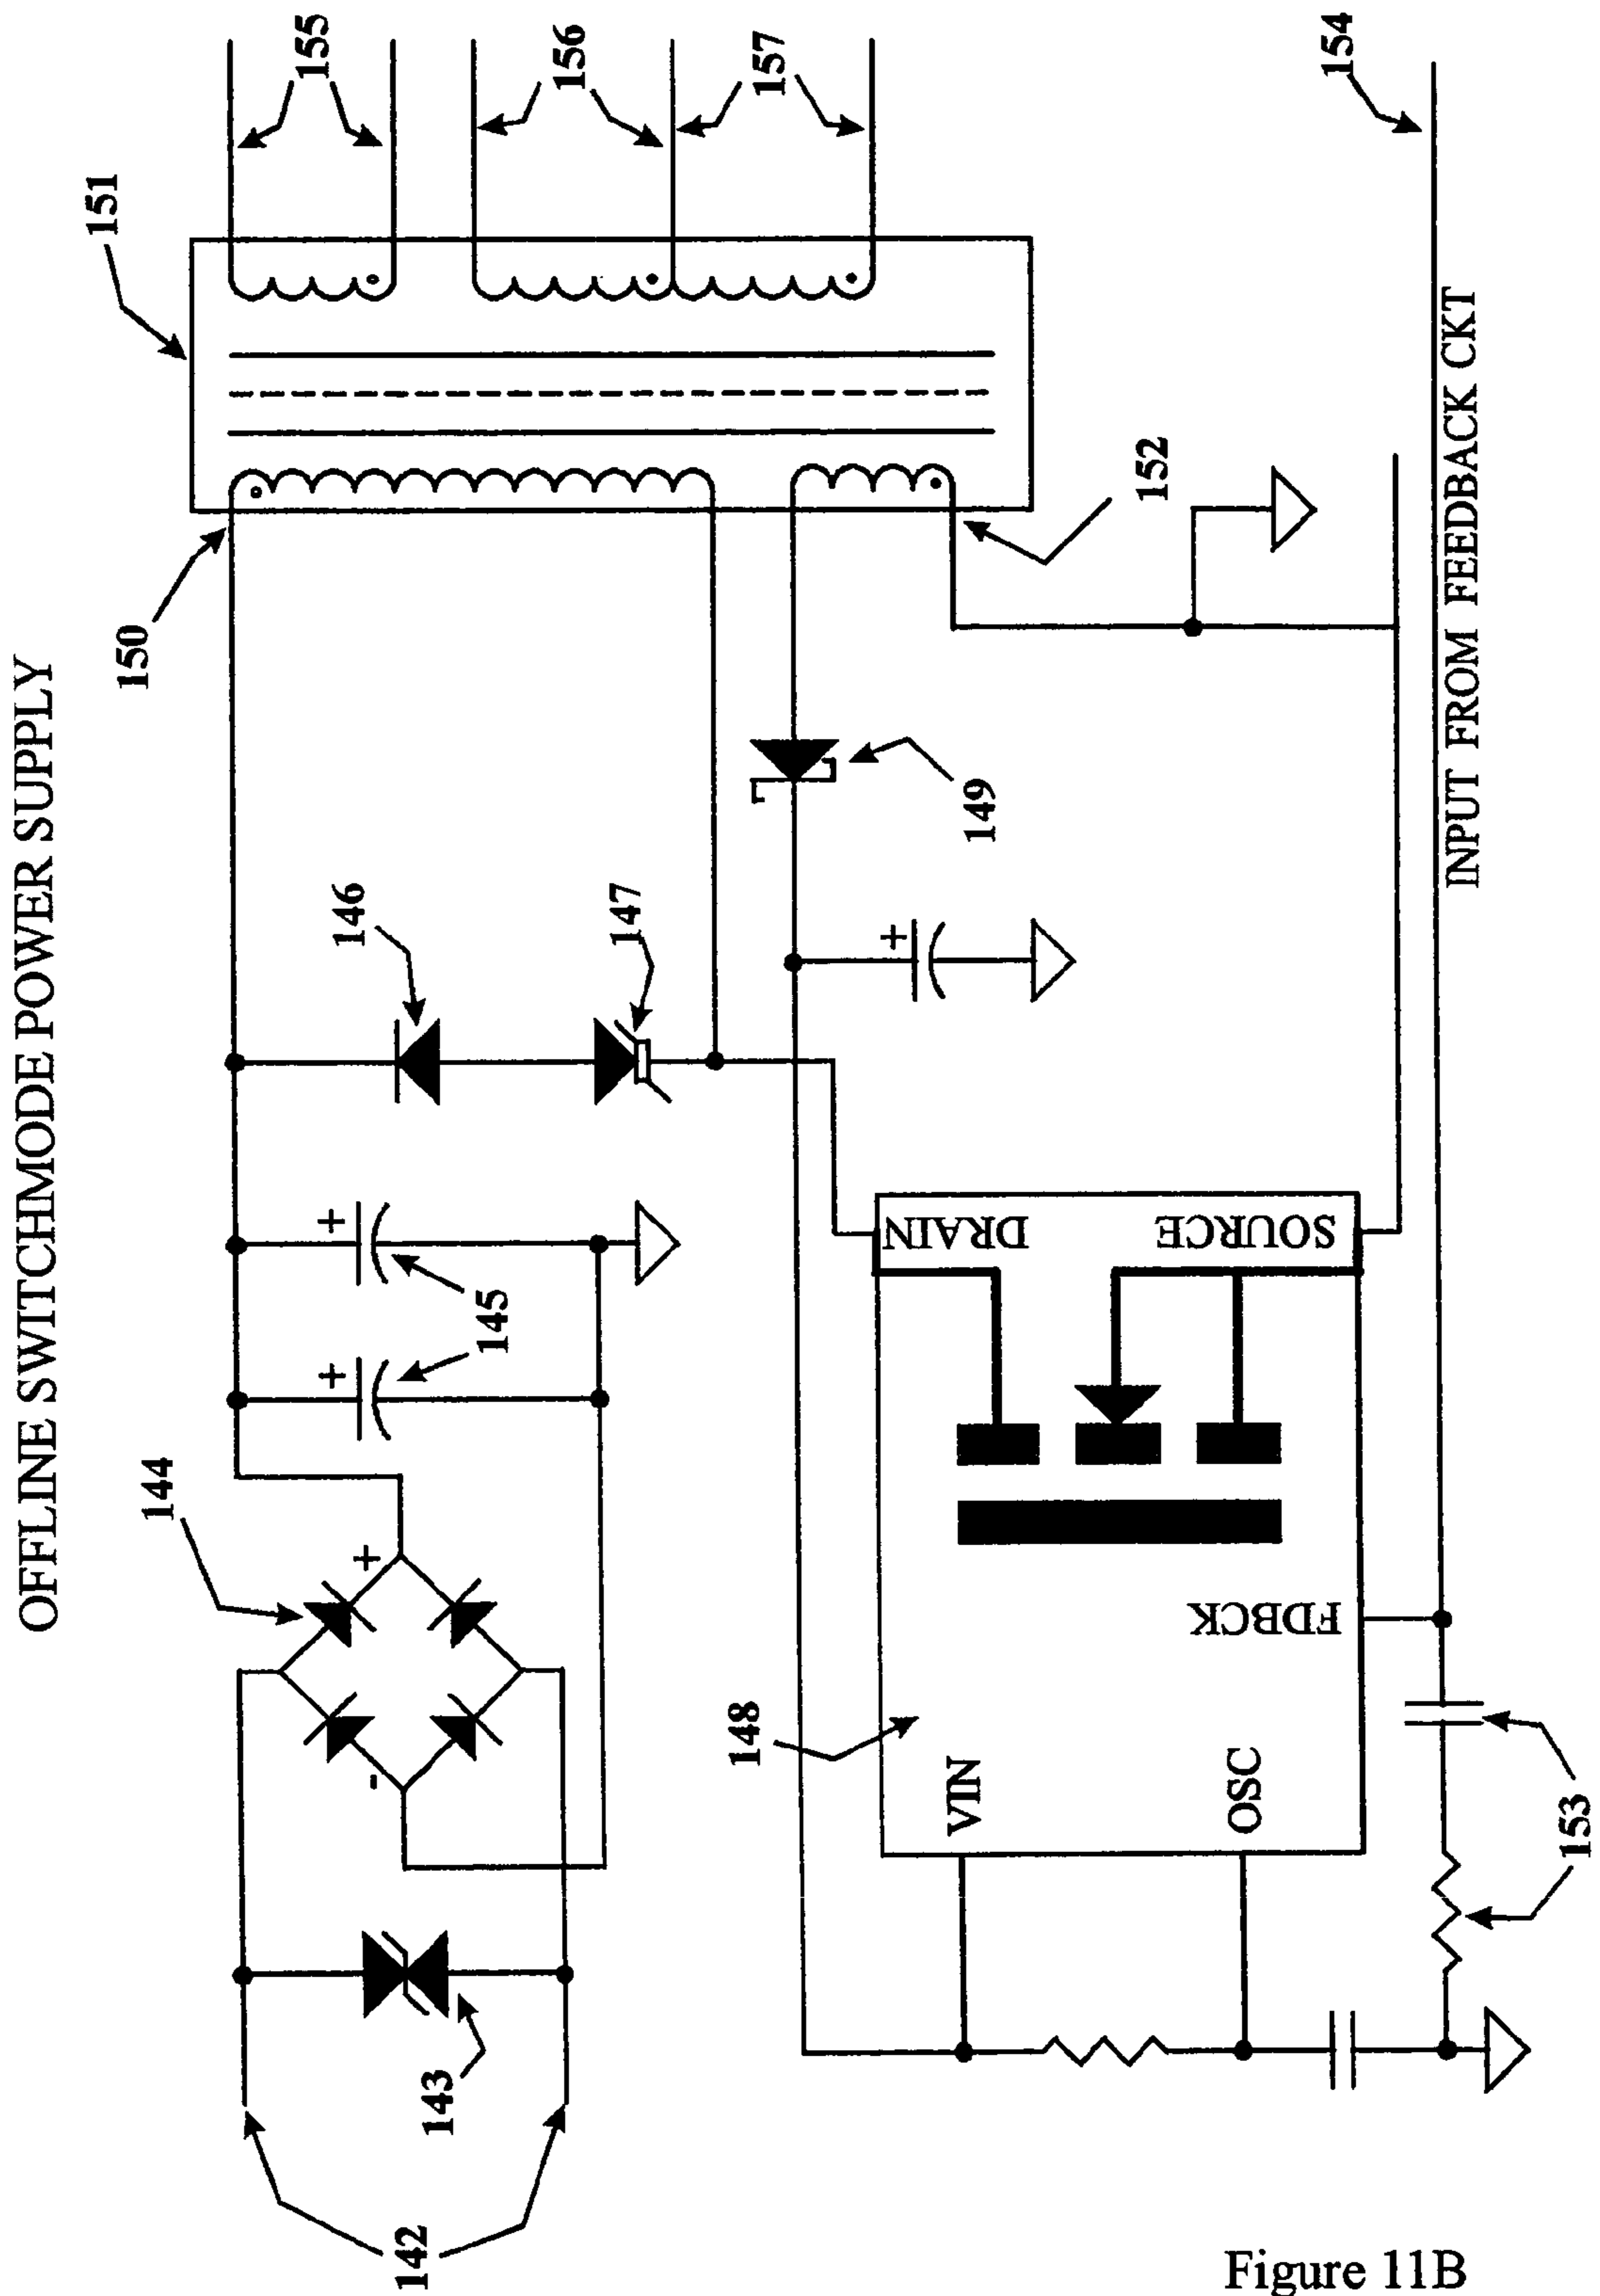 OFFLINE SWITCHMODE POWER SUPPLY
142
143
144
+
-
145
+
+
146
147
150
151
155
156
157
148
VIN
OSC
FDBCK
DRAIN
SOURCE
+
149
152
153
154
INPUT FROM FEEDBACK CKT
Figure 11B